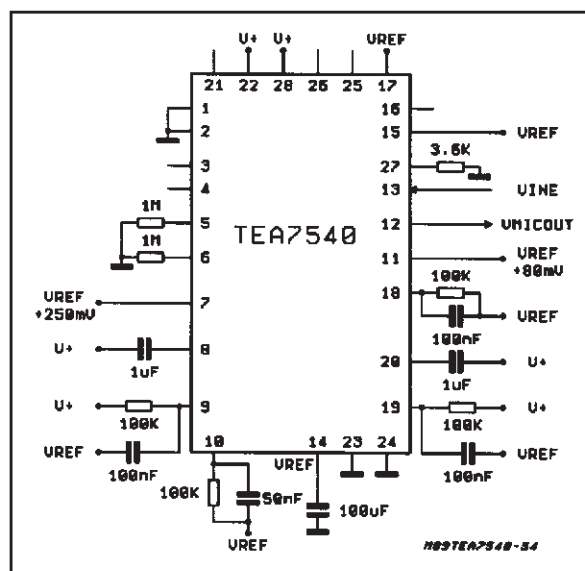 V+ V+ VREF
21 22 28 26 25 17
1 16
2 15 VREF
3 27 3.6K
4 13 VINE
1M 5 12 VMICOUT
1M 6 11 VREF +80mV
TEA7540
VREF +250mV 7 18 100K
100nF VREF
V+ 1uF 8 20 1uF V+
V+ 100K 9 19 100K V+
VREF 100nF 100nF VREF
10 14 23 24
VREF
100K 50nF 100uF
VREF
M89TEA7540-54